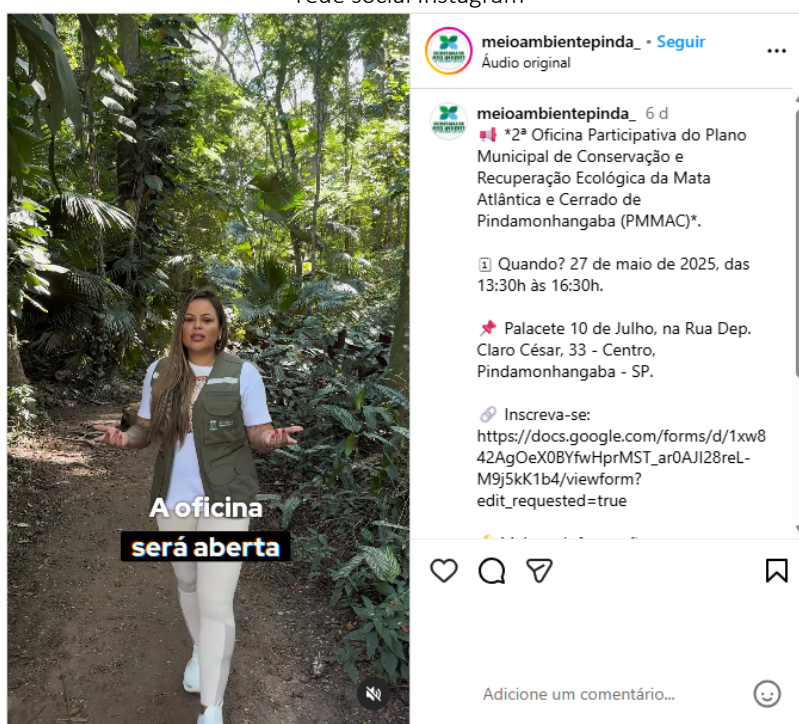 meioambientepinda_ • Seguir
Áudio original
meioambientepinda_ 6 d
*2ª Oficina Participativa do Plano
Municipal de Conservação e
Recuperação Ecológica da Mata
Atlântica e Cerrado de
Pindamonhangaba (PMMAC)*.
Quando? 27 de maio de 2025, das
13:30h às 16:30h.
Palacete 10 de Julho, na Rua Dep.
Claro César, 33 - Centro,
Pindamonhangaba - SP.
Inscreva-se:
https://docs.google.com/forms/d/1xw8
42AgOeX0BYfwHprMST_ar0AJI28reL-
M9j5kK1b4/viewform?
edit_requested=true
A oficina
será aberta
Adicione um comentário...